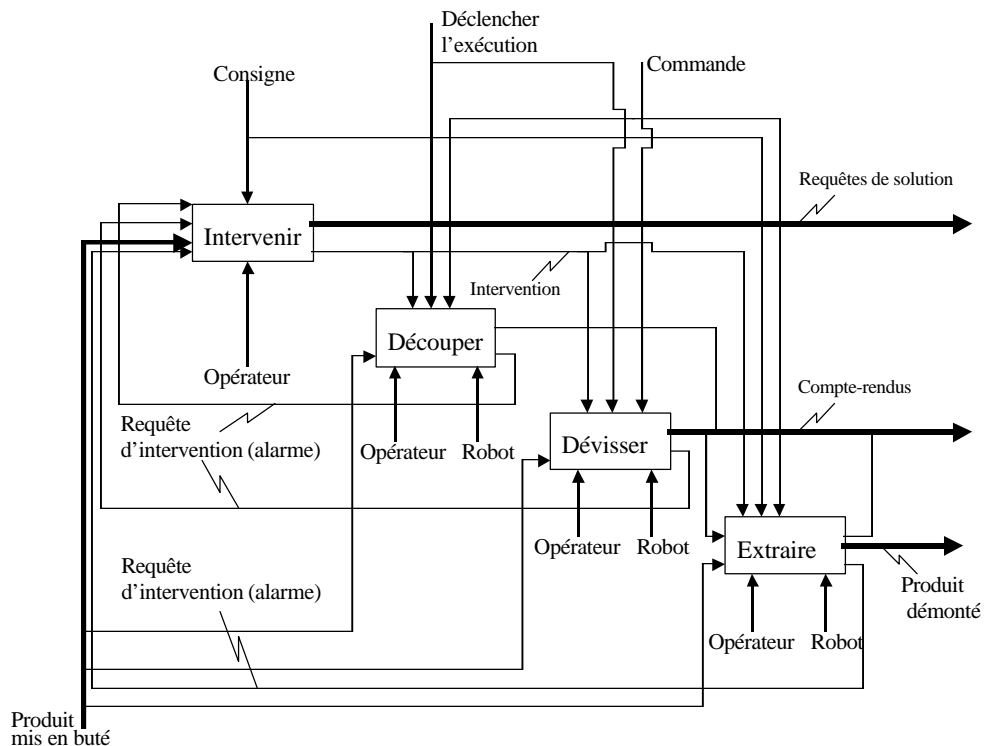 Déclencher
l'exécution
Commande
Consigne
Requêtes de solution
Intervenir
Intervention
Découper
Opérateur
Compte-rendus
Requête
d'intervention (alarme)
Opérateur
Robot
Dévisser
Opérateur
Robot
Extraire
Requête
d'intervention (alarme)
Produit
démonté
Opérateur
Robot
Produit
mis en buté